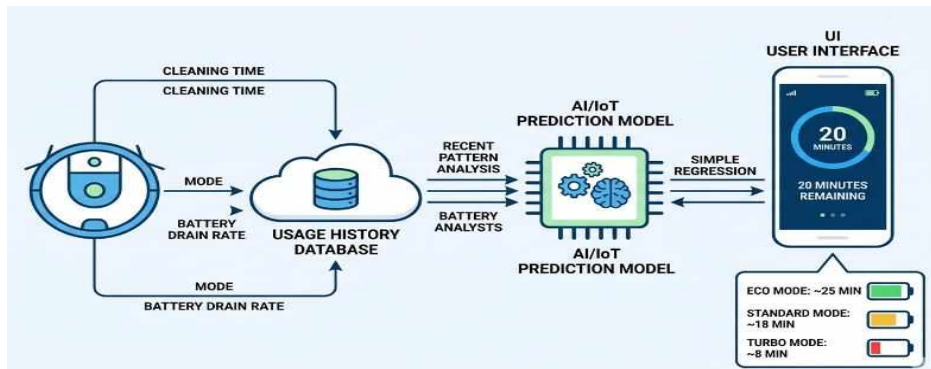 CLEANING TIME
CLEANING TIME
MODE
BATTERY
DRAIN RATE
MODE
BATTERY DRAIN RATE
USAGE HISTORY
DATABASE
RECENT
PATTERN
ANALYSIS
BATTERY
ANALYSTS
AI/IoT
PREDICTION MODEL
AI/IoT
PREDICTION MODEL
SIMPLE
REGRESSION
UI
USER INTERFACE
20
MINUTES
20 MINUTES
REMAINING
ECO MODE: ~25 MIN
STANDARD MODE:
~18 MIN
TURBO MODE:
~8 MIN